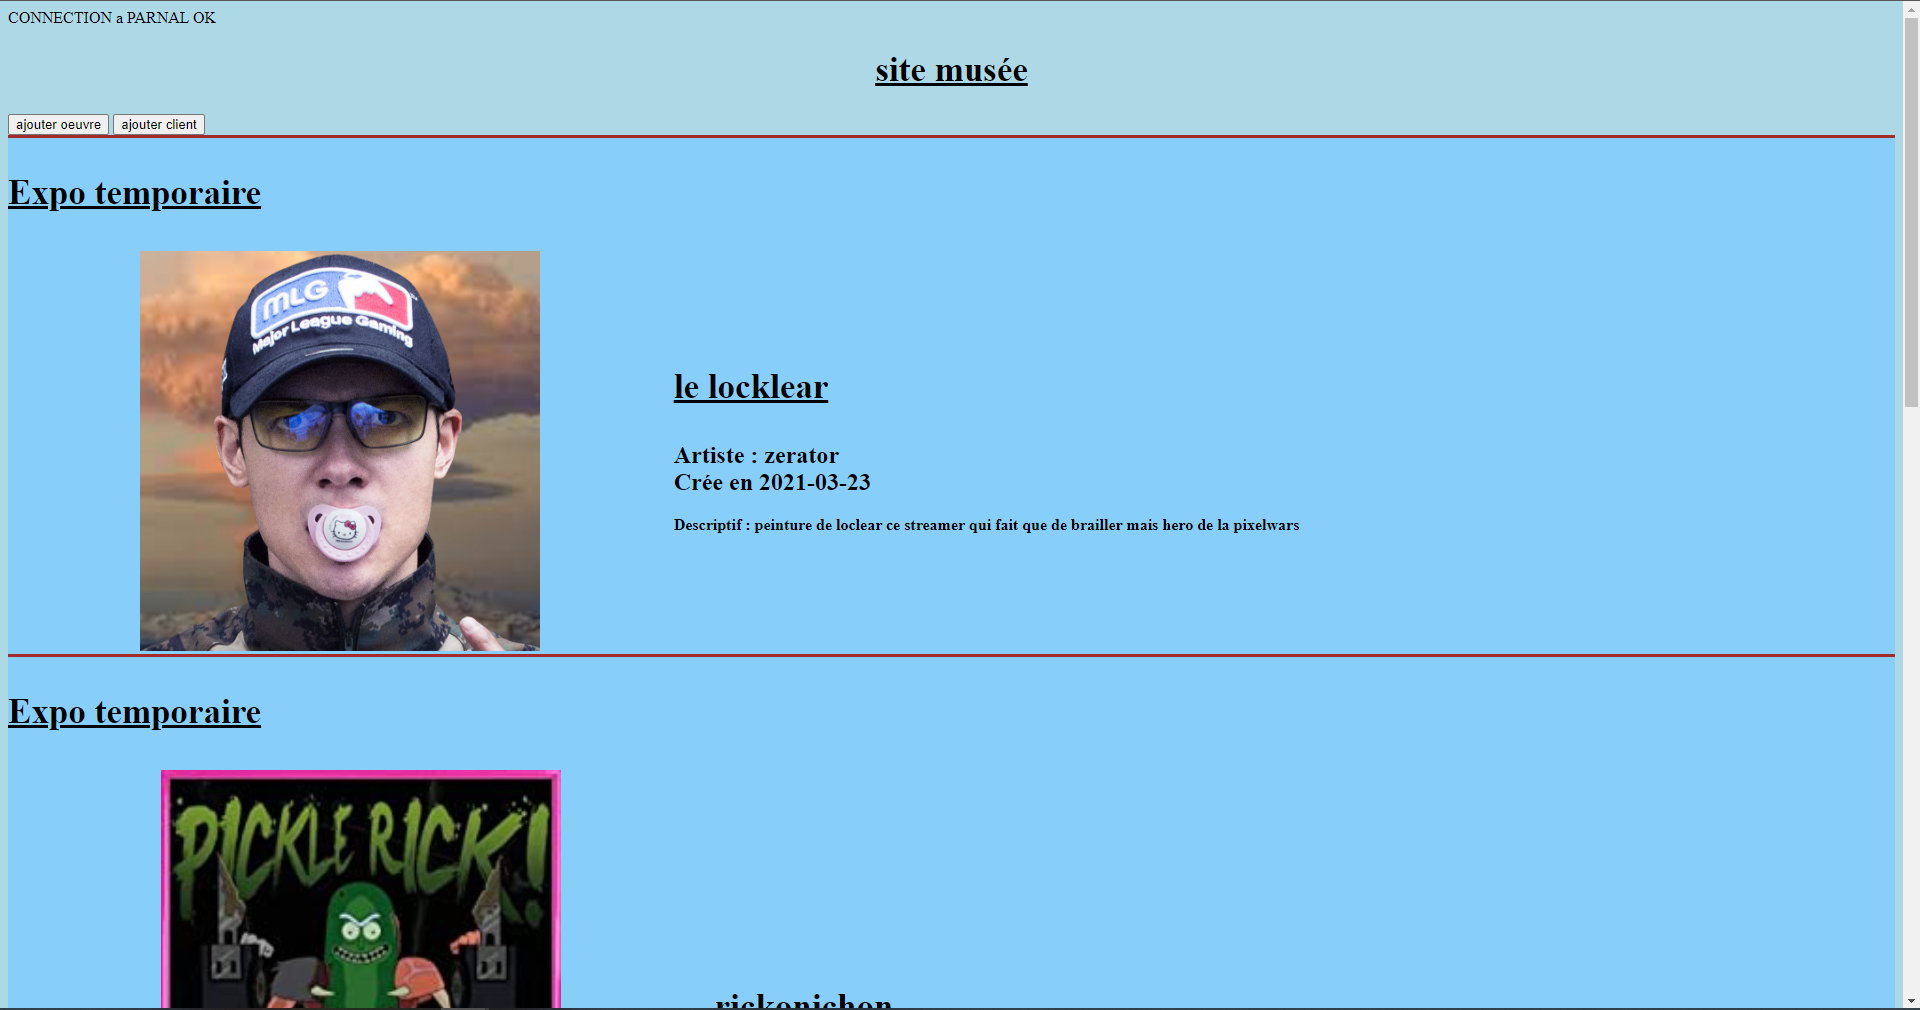 CONNECTION a PARNAL OK
site musée
ajouter oeuvre ajouter client
Expo temporaire
MLG
Major League Gaming
le locklear
Artiste : zerator
Crée en 2021-03-23
Descriptif : peinture de loclear ce streamer qui fait que de brailler mais hero de la pixelwars
Expo temporaire
PICKLE RICK!
rickonichon